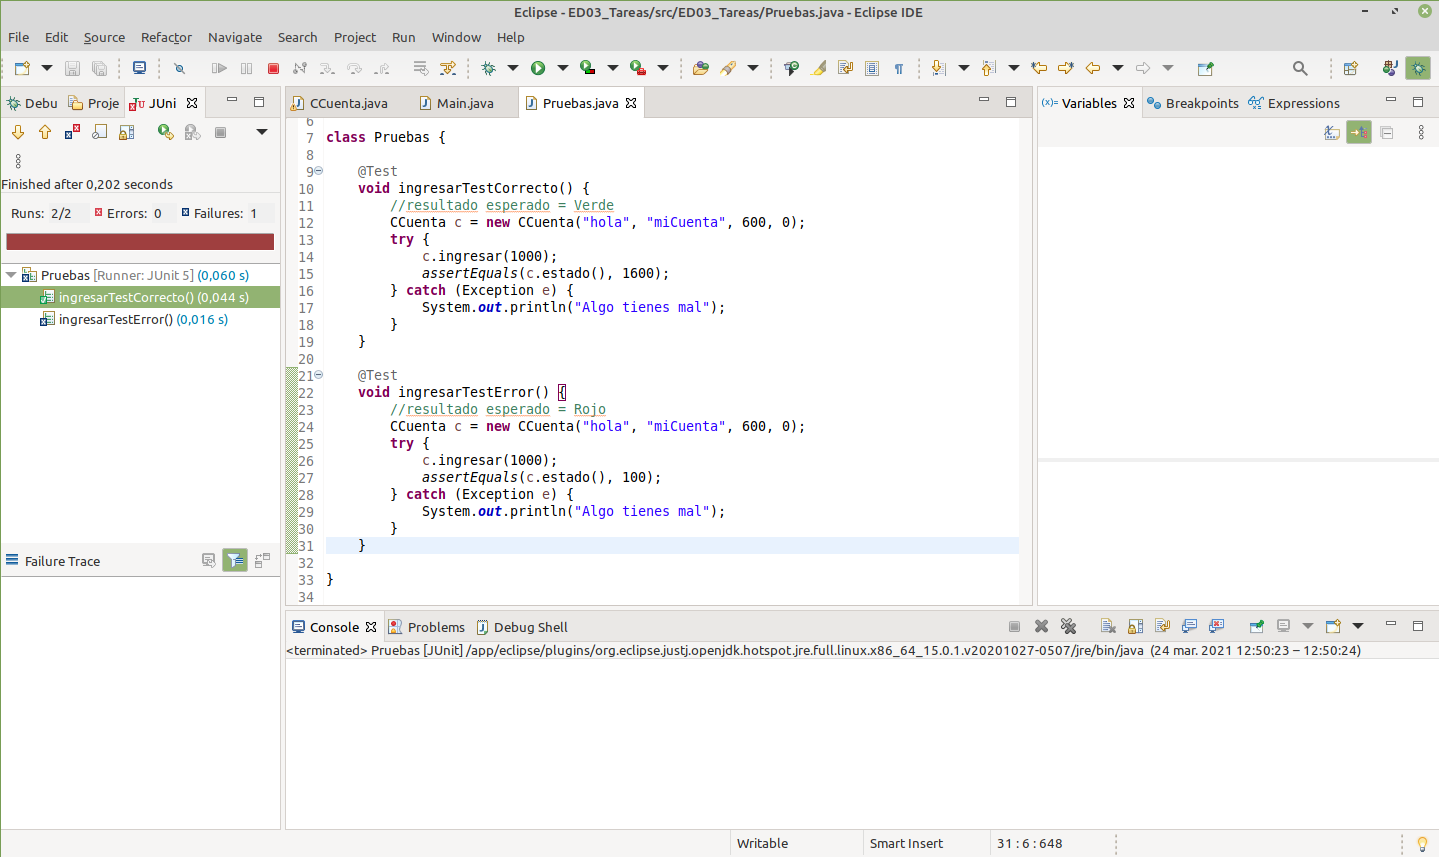 Eclipse - ED03_Tareas/src/ED03_Tareas/Pruebas.java - Eclipse IDE
File Edit Source Refactor Navigate Search Project Run Window Help
Debu Proje JUni
Finished after 0,202 seconds
Runs: 2/2 Errors: 0 Failures: 1
Pruebas [Runner: JUnit 5] (0,060 s)
ingresarTestCorrecto() (0,044 s)
ingresarTestError() (0,016 s)
Failure Trace
CCuenta.java Main.java Pruebas.java
6
7 class Pruebas {
8
9 @Test
10 void ingresarTestCorrecto() {
11 //resultado esperado = Verde
12 CCuenta c = new CCuenta("hola", "miCuenta", 600, 0);
13 try {
14 c.ingresar(1000);
15 assertEquals(c.estado(), 1600);
16 } catch (Exception e) {
17 System.out.println("Algo tienes mal");
18 }
19 }
20
21 @Test
22 void ingresarTestError() {
23 //resultado esperado = Rojo
24 CCuenta c = new CCuenta("hola", "miCuenta", 600, 0);
25 try {
26 c.ingresar(1000);
27 assertEquals(c.estado(), 100);
28 } catch (Exception e) {
29 System.out.println("Algo tienes mal");
30 }
31 }
32
33 }
34
(x)= Variables Breakpoints Expressions
Console Problems Debug Shell
<terminated> Pruebas [JUnit] /app/eclipse/plugins/org.eclipse.justj.openjdk.hotspot.jre.full.linux.x86_64_15.0.1.v20201027-0507/jre/bin/java (24 mar. 2021 12:50:23 – 12:50:24)
Writable Smart Insert 31 : 6 : 648